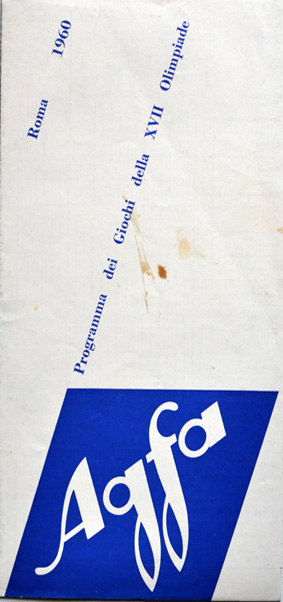 Roma 1960
Programma dei Giochi della XVII Olimpiade
Agfa